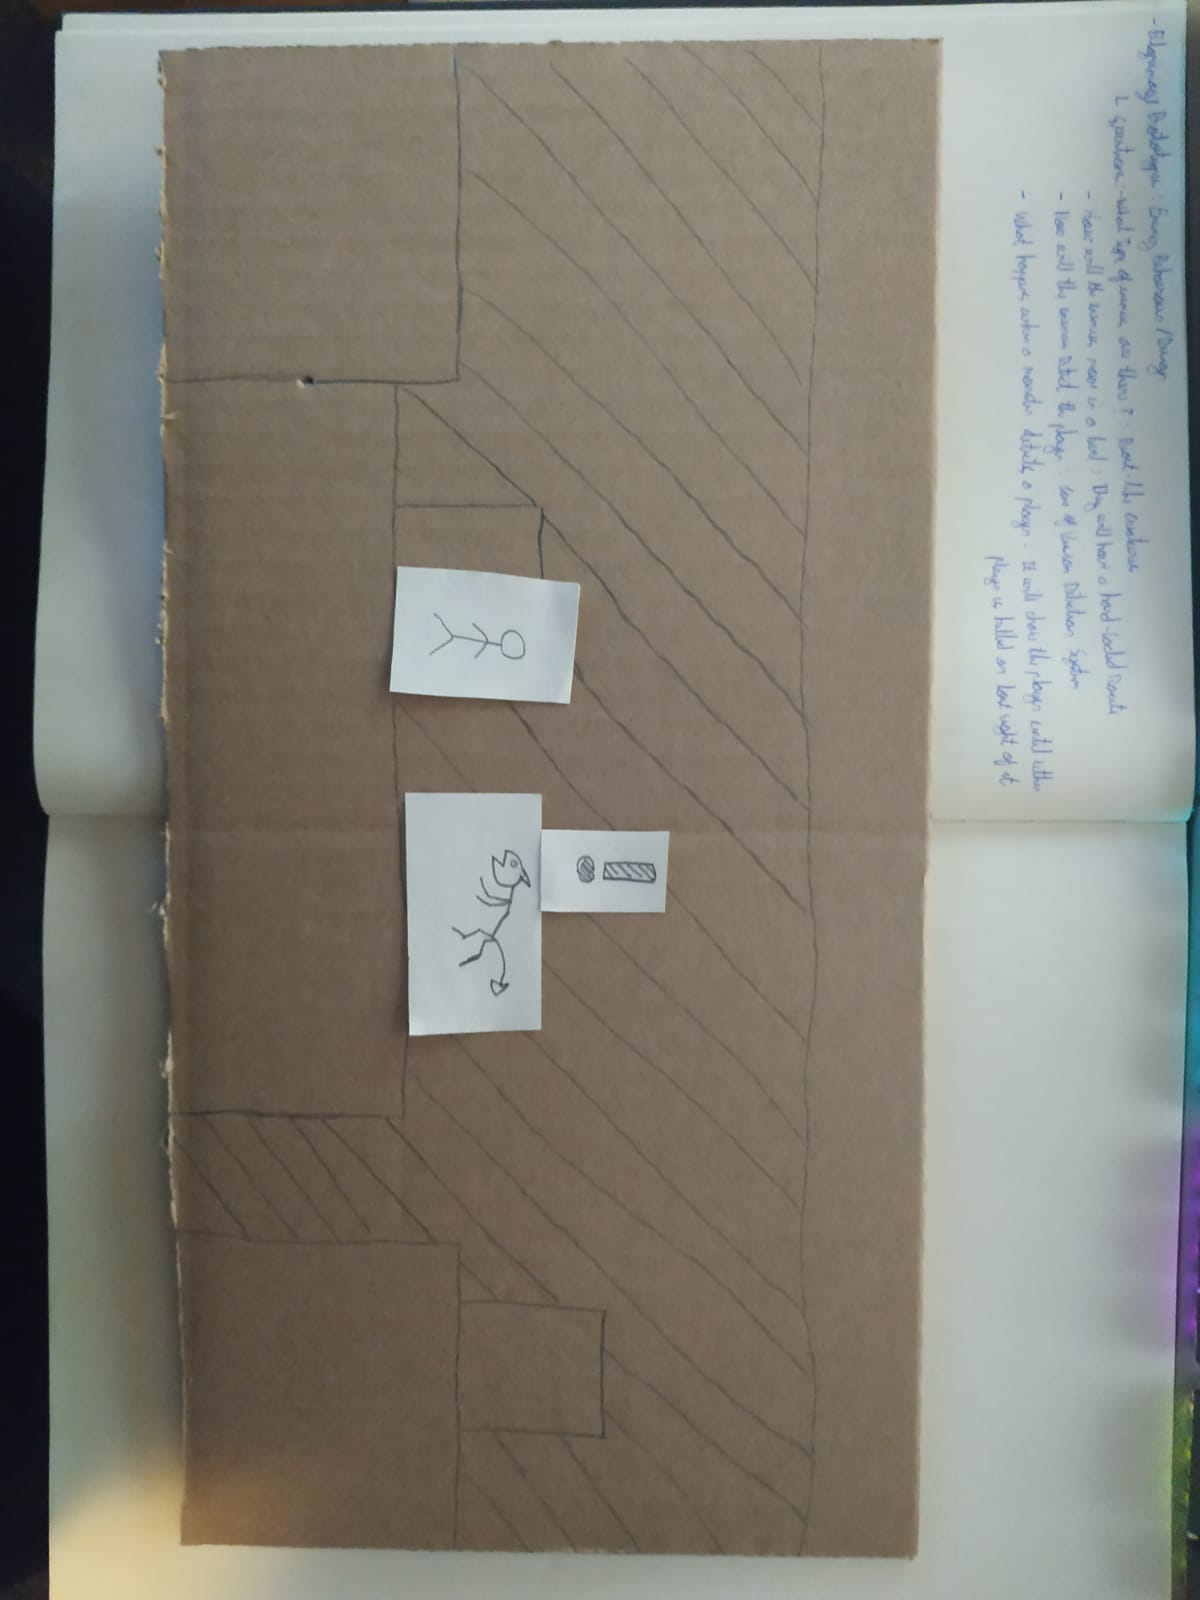 - Pilgrimage Prototype : Enemy Behaviour / Design
L Questions :- What Type of enemies are there? : Beast-like Creatures
- How will the enemies move in a level : They will have a hard-coded Route
- How will the enemies detect the player : Cone of Vision Detection System
- What happens when a monster detects a player : It will chase the player until either
player is killed or lost sight of it
!